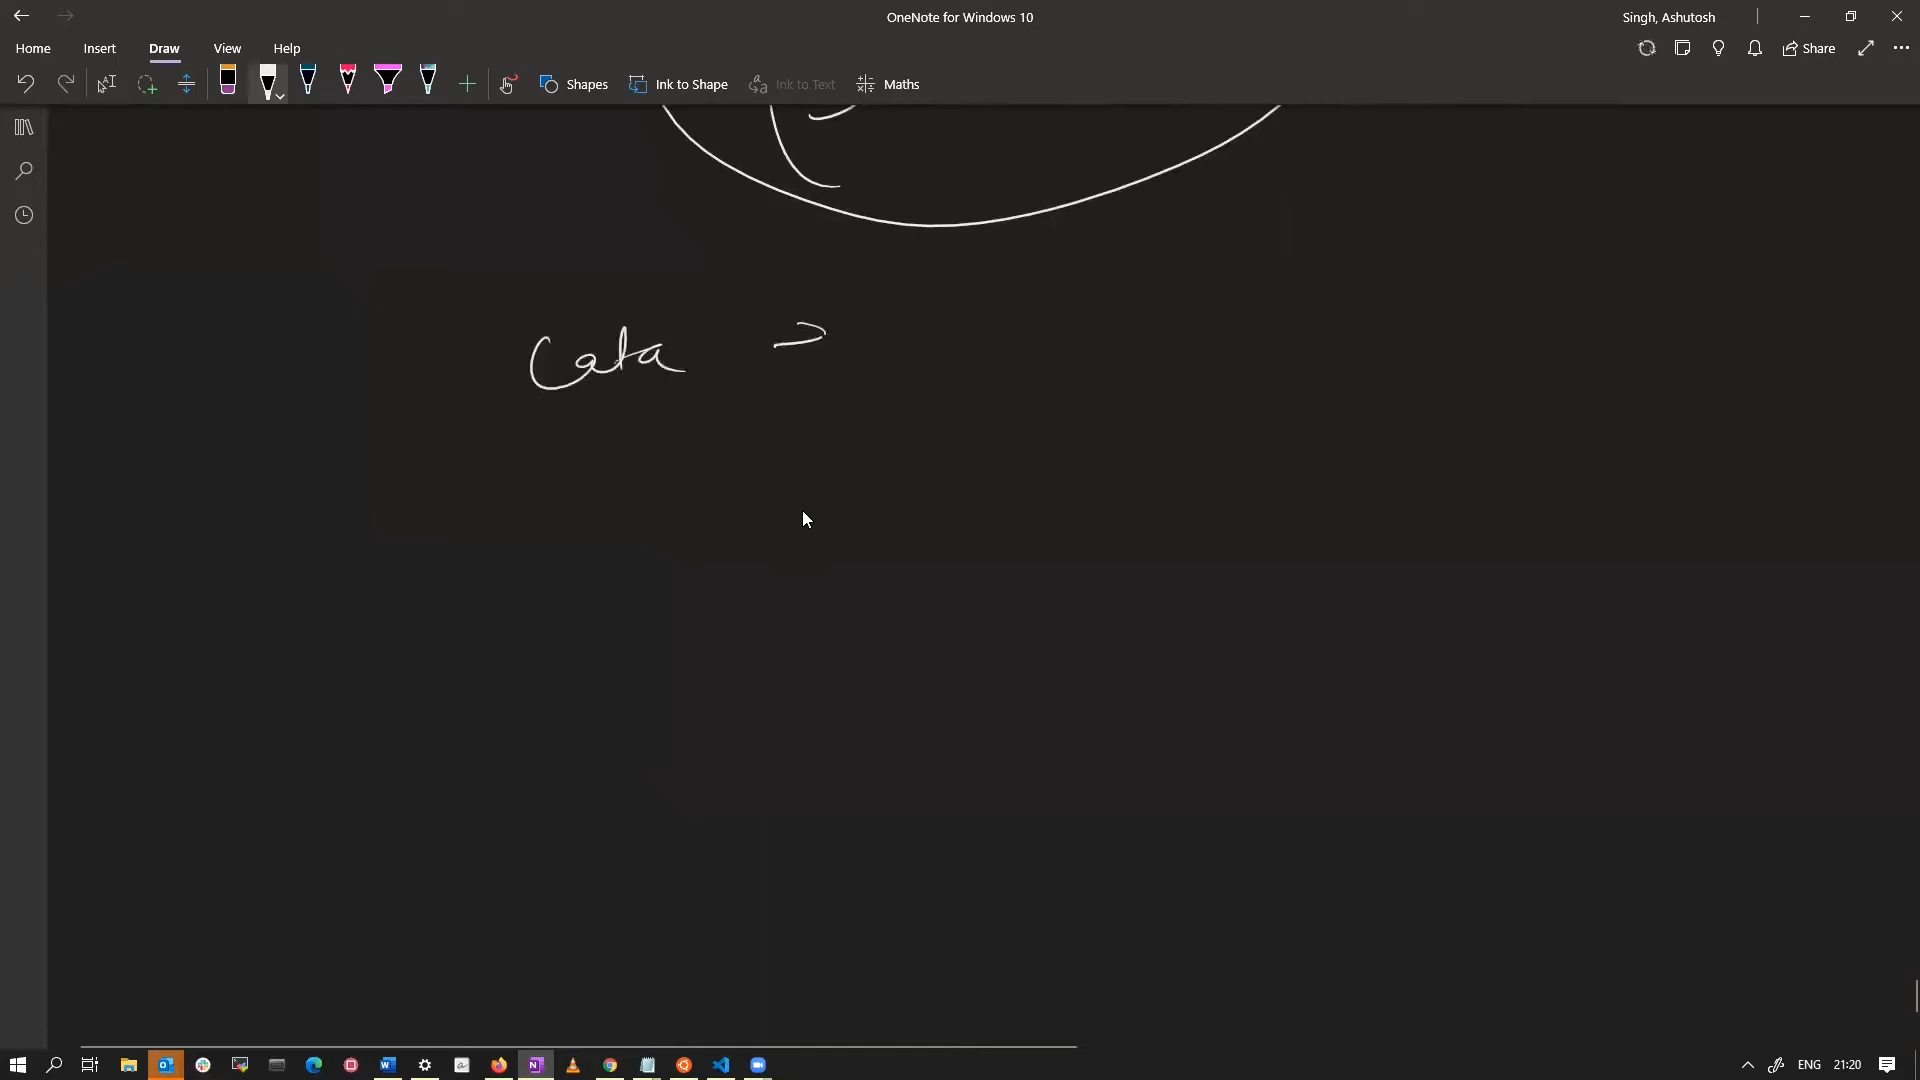 OneNote for Windows 10
Singh, Ashutosh
Home Insert Draw View Help
Share
Shapes Ink to Shape Ink to Text Maths
Cata
ENG 21:20